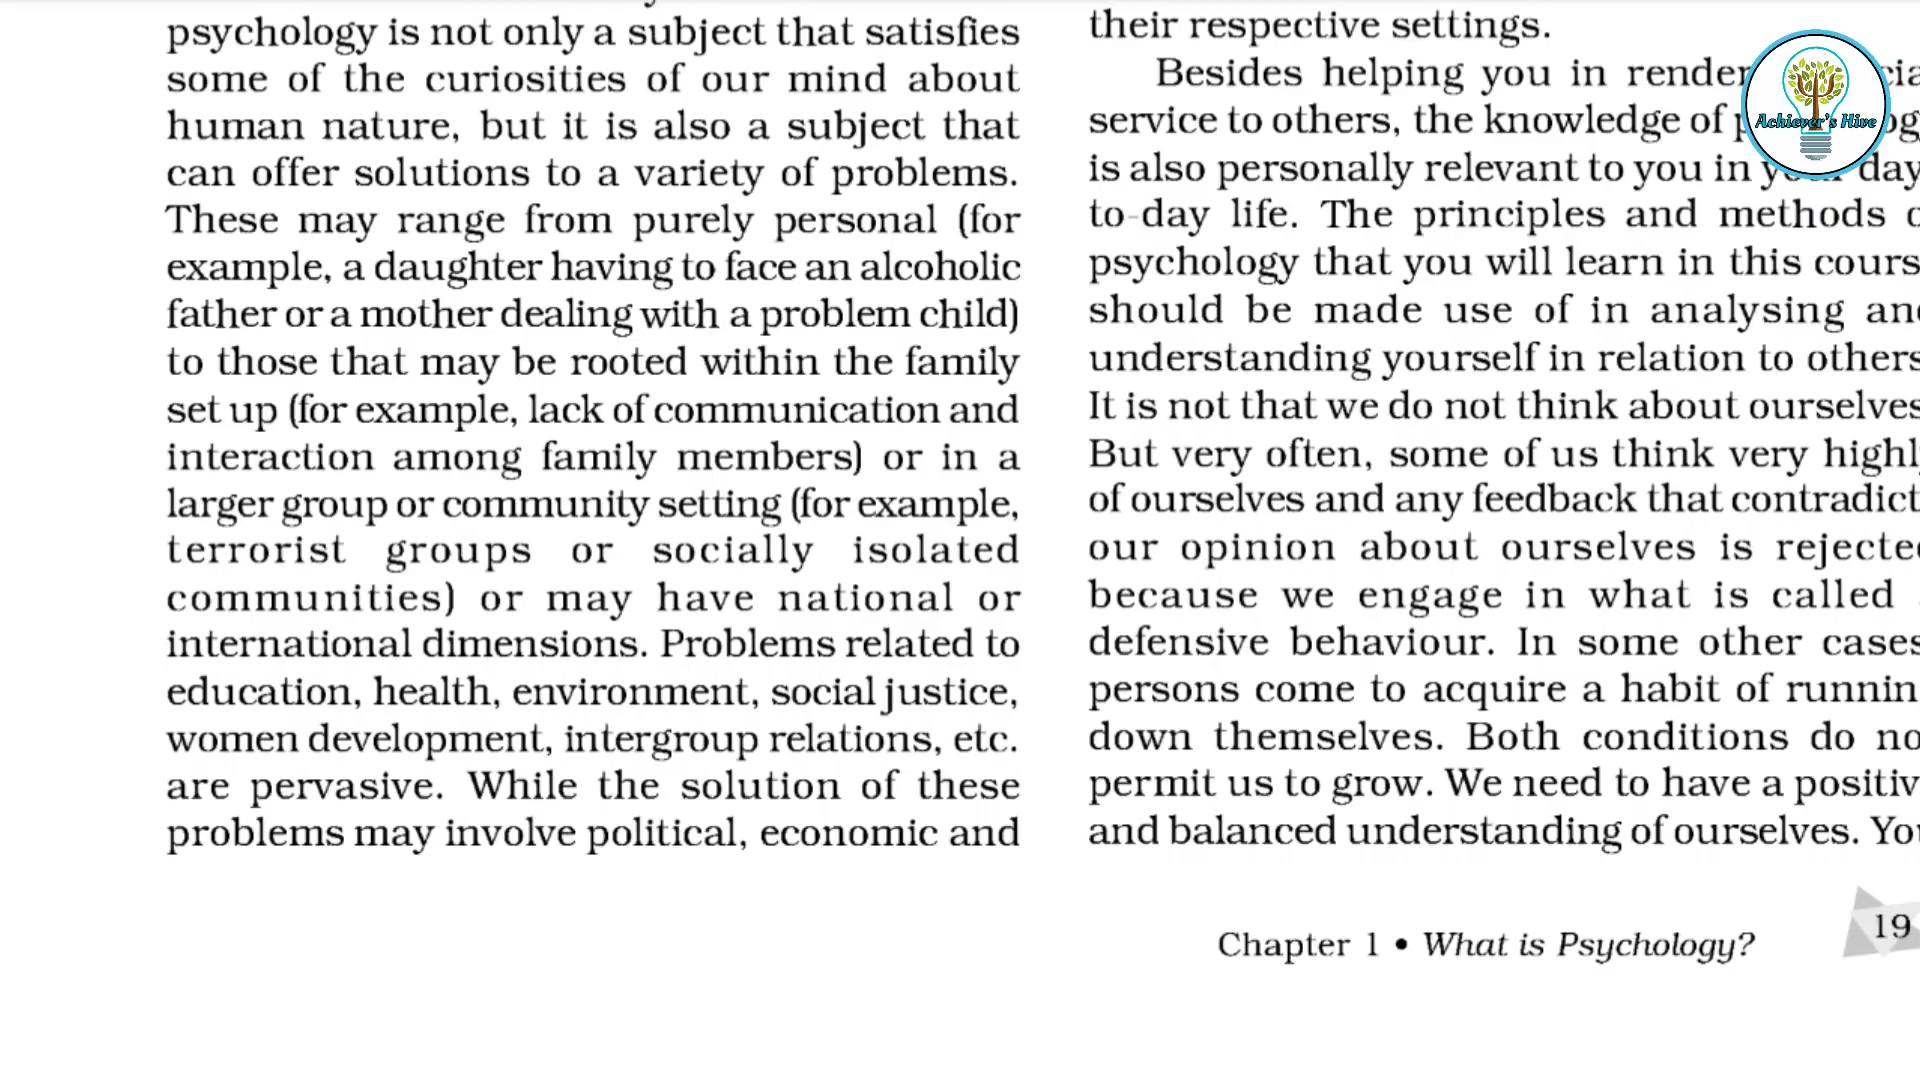 psychology is not only a subject that satisfies
some of the curiosities of our mind about
human nature, but it is also a subject that
can offer solutions to a variety of problems.
These may range from purely personal (for
example, a daughter having to face an alcoholic
father or a mother dealing with a problem child)
to those that may be rooted within the family
set up (for example, lack of communication and
interaction among family members) or in a
larger group or community setting (for example,
terrorist groups or socially isolated
communities) or may have national or
international dimensions. Problems related to
education, health, environment, social justice,
women development, intergroup relations, etc.
are pervasive. While the solution of these
problems may involve political, economic and
their respective settings.
Besides helping you in
service to others, the knowledge of
is also personally relevant to you in
to-day life. The principles and methods
psychology that you will learn in this
should be made use of in analysing
understanding yourself in relation to others
It is not that we do not think about ourselves
But very often, some of us think very
of ourselves and any feedback that
our opinion about ourselves is
because we engage in what is called
defensive behaviour. In some other cases
persons come to acquire a habit of
down themselves. Both conditions do
permit us to grow. We need to have a
and balanced understanding of ourselves.
Chapter 1 • What is Psychology?
19
Achiever's Hive